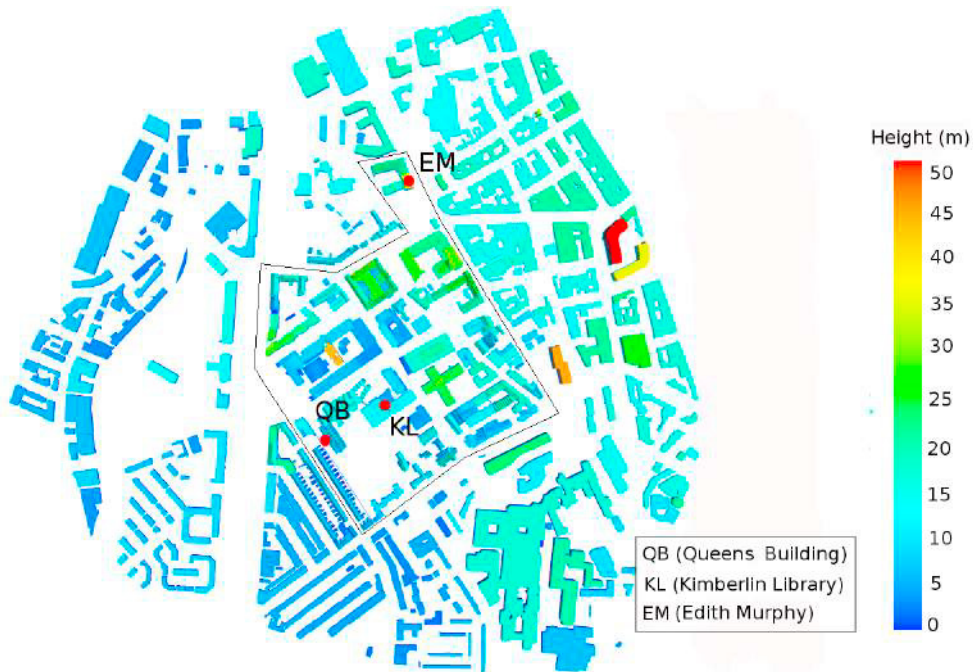 EM
Height (m)
50
45
40
35
30
25
20
15
10
5
0
QB
KL
QB (Queens Building)
KL (Kimberlin Library)
EM (Edith Murphy)